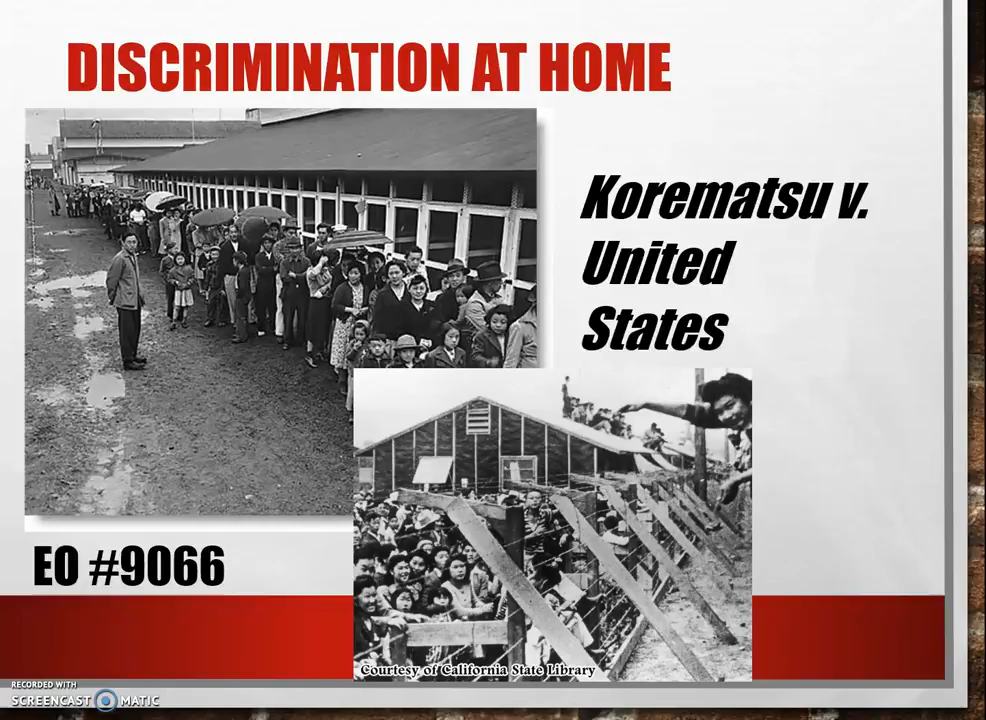 DISCRIMINATION AT HOME
Korematsu v.
United
States
EO #9066
Courtesy of California State Library
RECORDED WITH
SCREENCAST MATIC